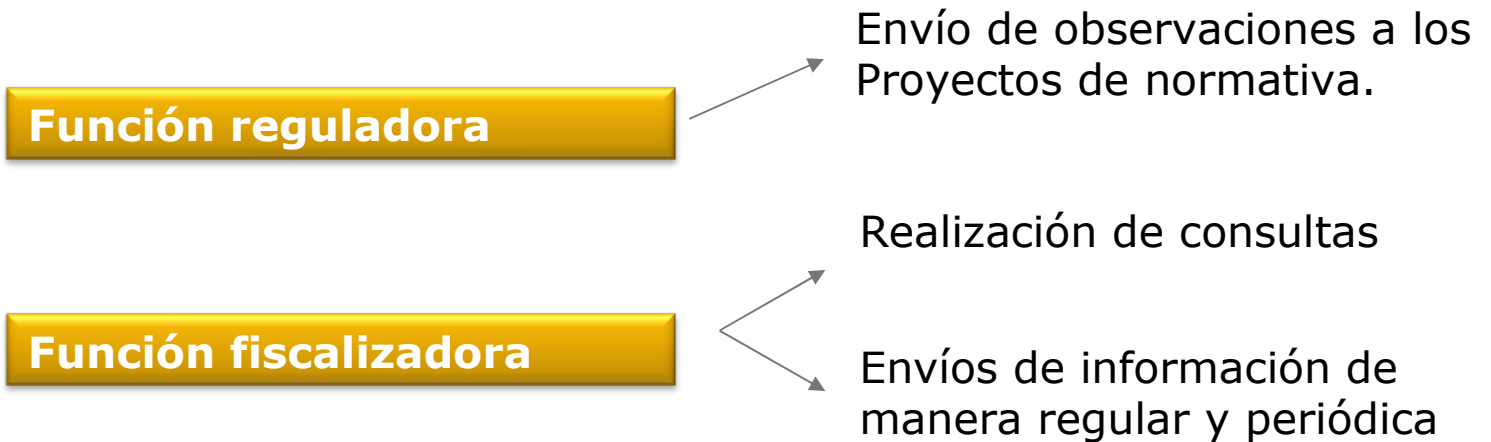 Envío de observaciones a los
Proyectos de normativa.
Función reguladora
Realización de consultas
Función fiscalizadora
Envíos de información de
manera regular y periódica